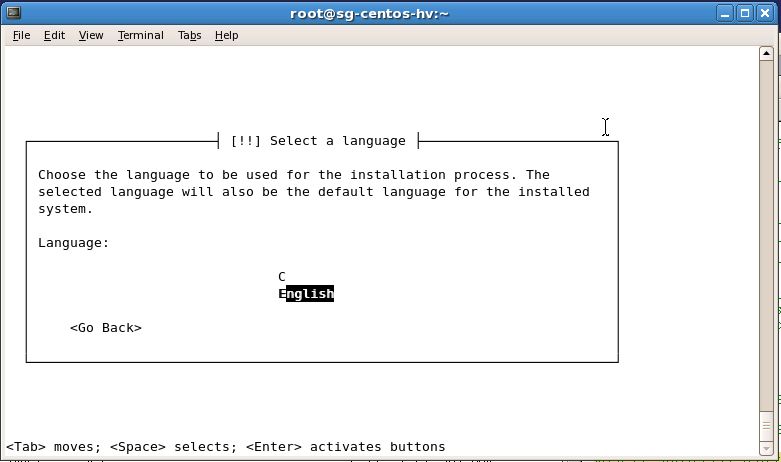 root@sg-centos-hv:~
File Edit View Terminal Tabs Help
[!!] Select a language
Choose the language to be used for the installation process. The
selected language will also be the default language for the installed
system.
Language:
C
English
<Go Back>
<Tab> moves; <Space> selects; <Enter> activates buttons